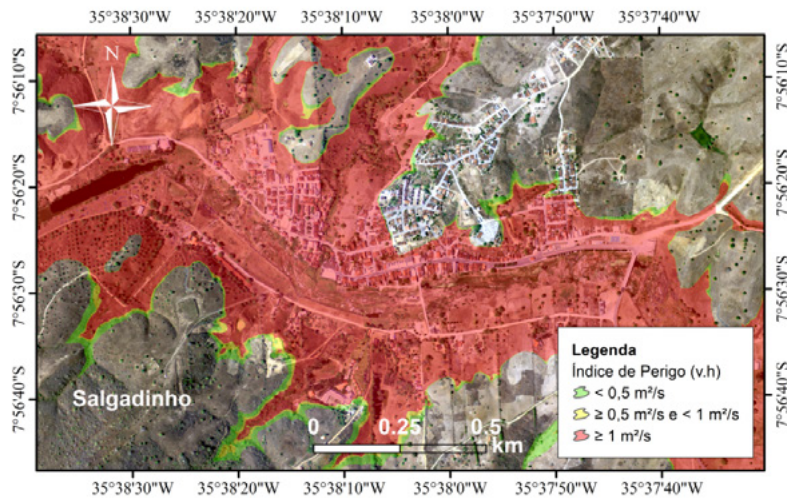 35°38'30"W 35°38'20"W 35°38'10"W 35°38'0"W 35°37'50"W 35°37'40"W
N
7°56'10"S 7°56'10"S
7°56'20"S 7°56'20"S
7°56'30"S 7°56'30"S
7°56'40"S 7°56'40"S
Salgadinho
0. 0.25 0.5
km
Legenda
Índice de Perigo (v.h)
< 0,5 m²/s
≥ 0,5 m²/s e < 1 m²/s
≥ 1 m²/s
35°38'30"W 35°38'20"W 35°38'10"W 35°38'0"W 35°37'50"W 35°37'40"W